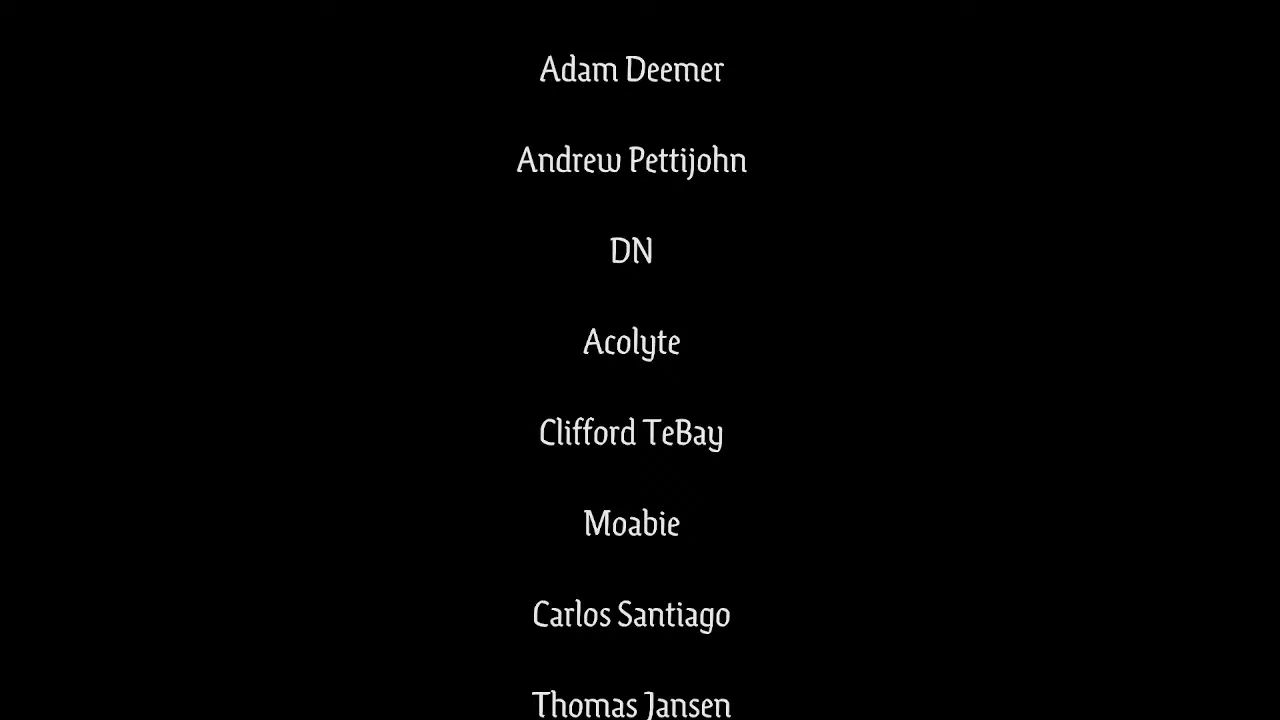 Adam Deemer
Andrew Pettijohn
DN
Acolyte
Clifford TeBay
Moabie
Carlos Santiago
Thomas Jansen